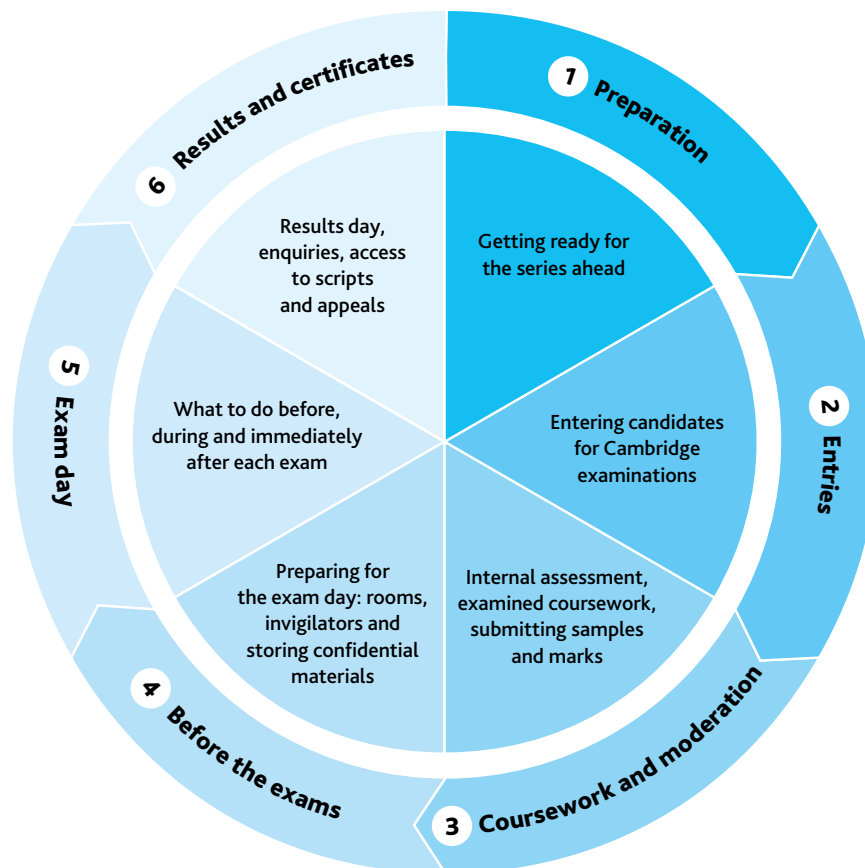 1 Preparation
Getting ready for
the series ahead
2 Entries
Entering candidates
for Cambridge
examinations
3 Coursework and moderation
Internal assessment,
examined coursework,
submitting samples
and marks
4 Before the exams
Preparing for
the exam day: rooms,
invigilators and
storing confidential
materials
5 Exam day
What to do before,
during and immediately
after each exam
6 Results and certificates
Results day,
enquiries, access
to scripts
and appeals